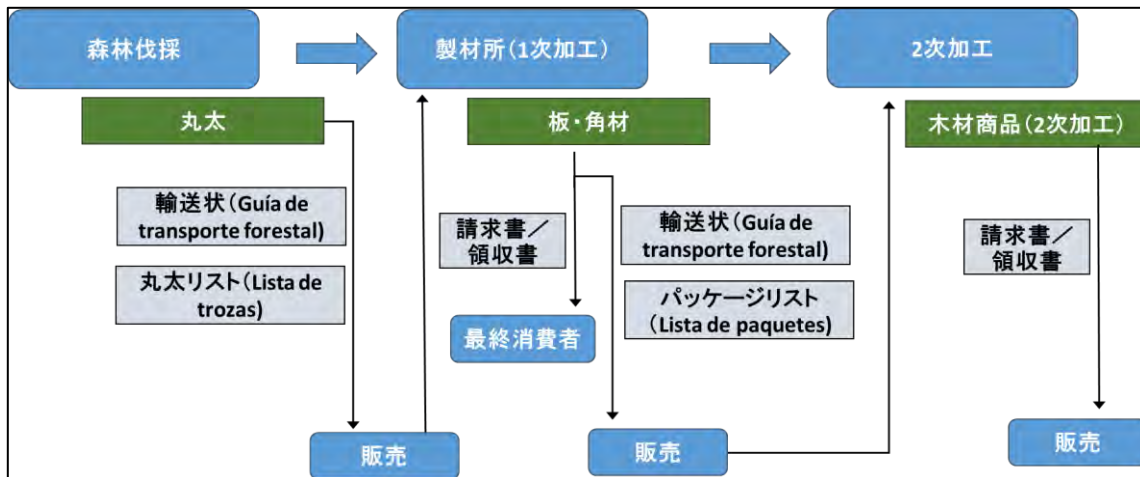 森林伐採
製材所(1次加工)
2次加工
丸太
板・角材
木材商品(2次加工)
輸送状(Guía de
transporte forestal)
丸太リスト(Lista de
trozas)
請求書／
領収書
輸送状(Guía de
transporte forestal)
パッケージリスト
(Lista de paquetes)
請求書／
領収書
最終消費者
販売
販売
販売